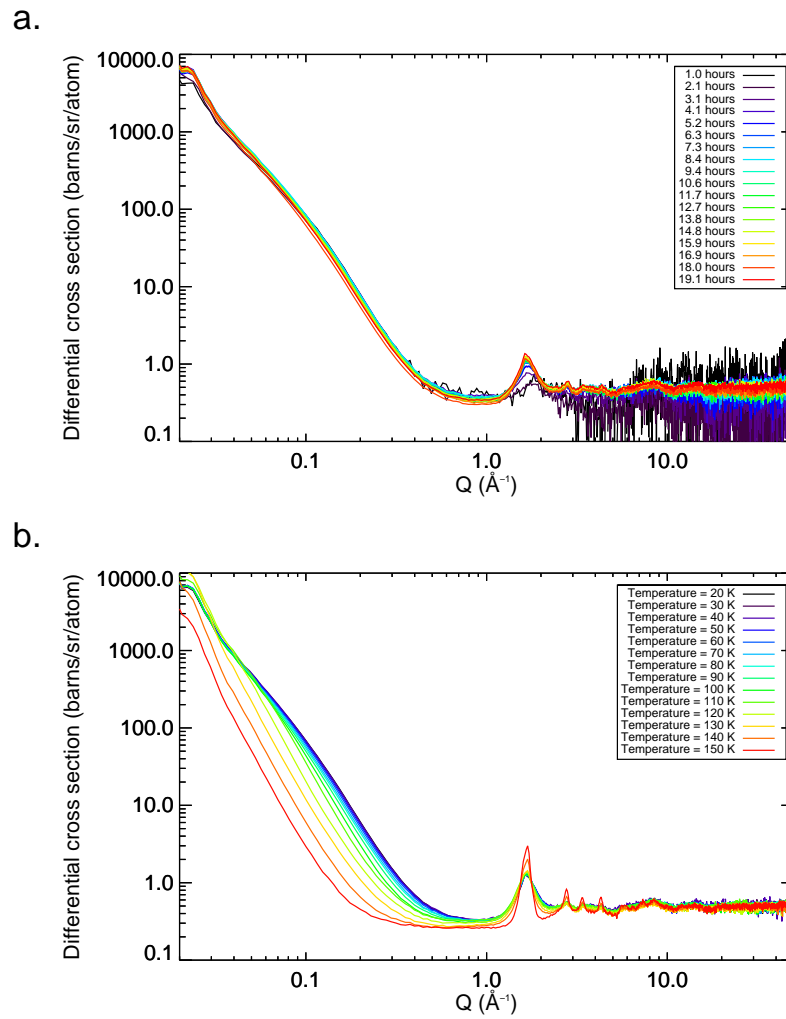 a.
Differential cross section (barns/sr/atom)
10000.0
1000.0
100.0
10.0
1.0
0.1
0.1
1.0
10.0
Q (Å⁻¹)
1.0 hours
2.1 hours
3.1 hours
4.1 hours
5.2 hours
6.3 hours
7.3 hours
8.4 hours
9.4 hours
10.6 hours
11.7 hours
12.7 hours
13.8 hours
14.8 hours
15.9 hours
16.9 hours
18.0 hours
19.1 hours
b.
Differential cross section (barns/sr/atom)
10000.0
1000.0
100.0
10.0
1.0
0.1
0.1
1.0
10.0
Q (Å⁻¹)
Temperature = 20 K
Temperature = 30 K
Temperature = 40 K
Temperature = 50 K
Temperature = 60 K
Temperature = 70 K
Temperature = 80 K
Temperature = 90 K
Temperature = 100 K
Temperature = 110 K
Temperature = 120 K
Temperature = 130 K
Temperature = 140 K
Temperature = 150 K